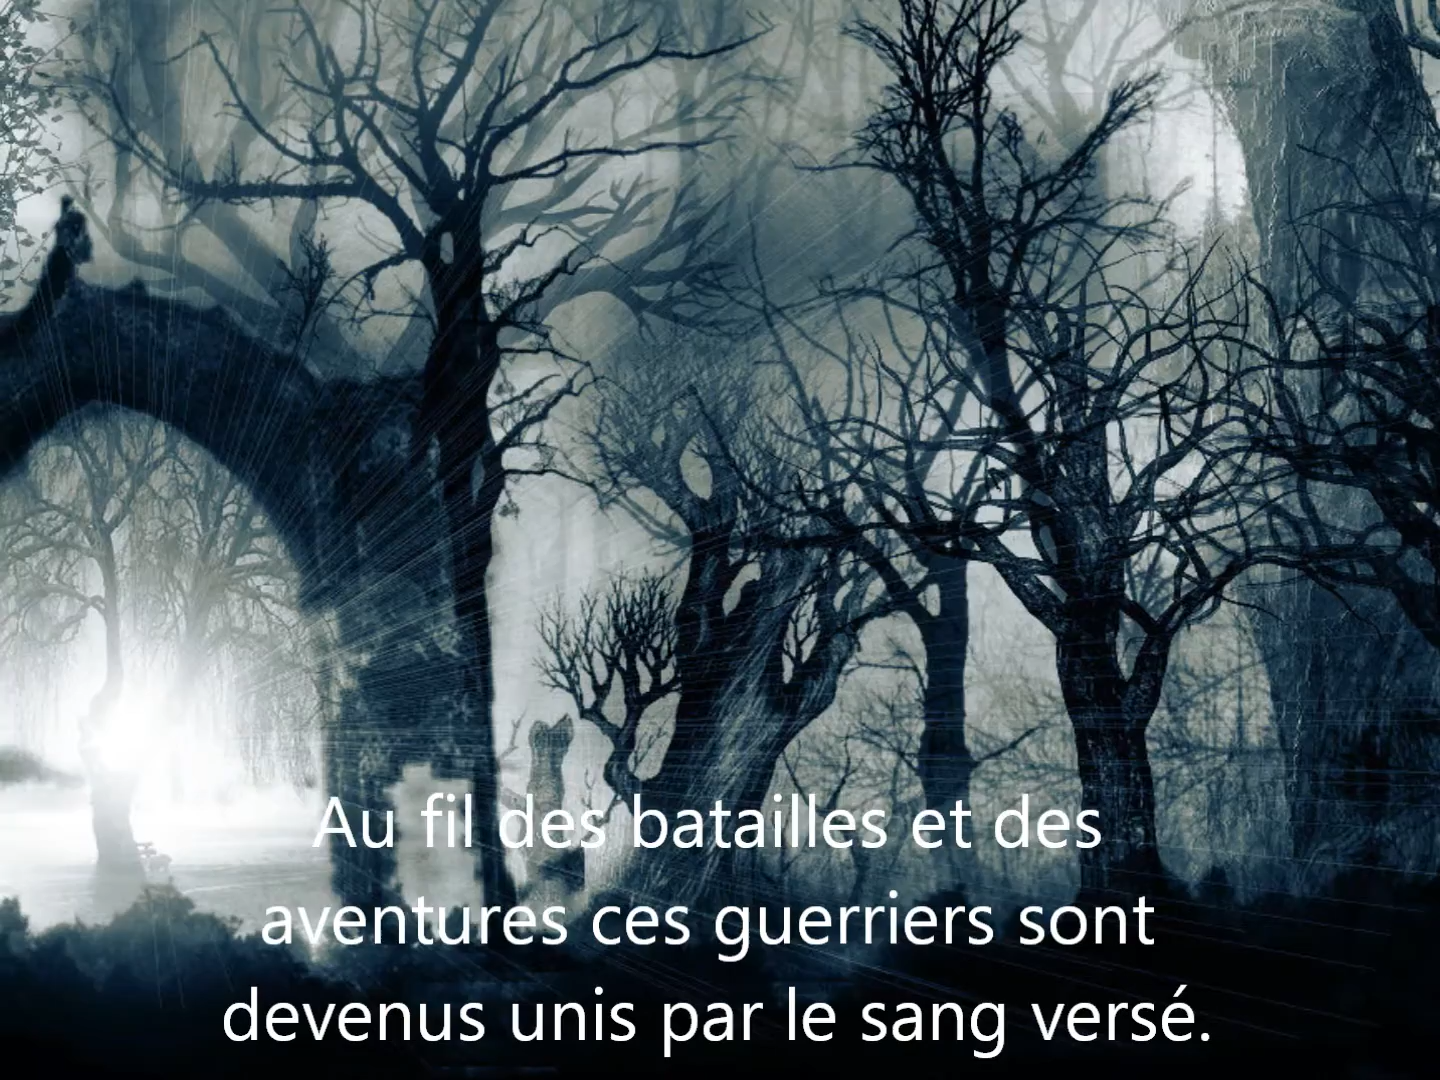 Au fil des batailles et des
aventures ces guerriers sont
devenus unis par le sang versé.